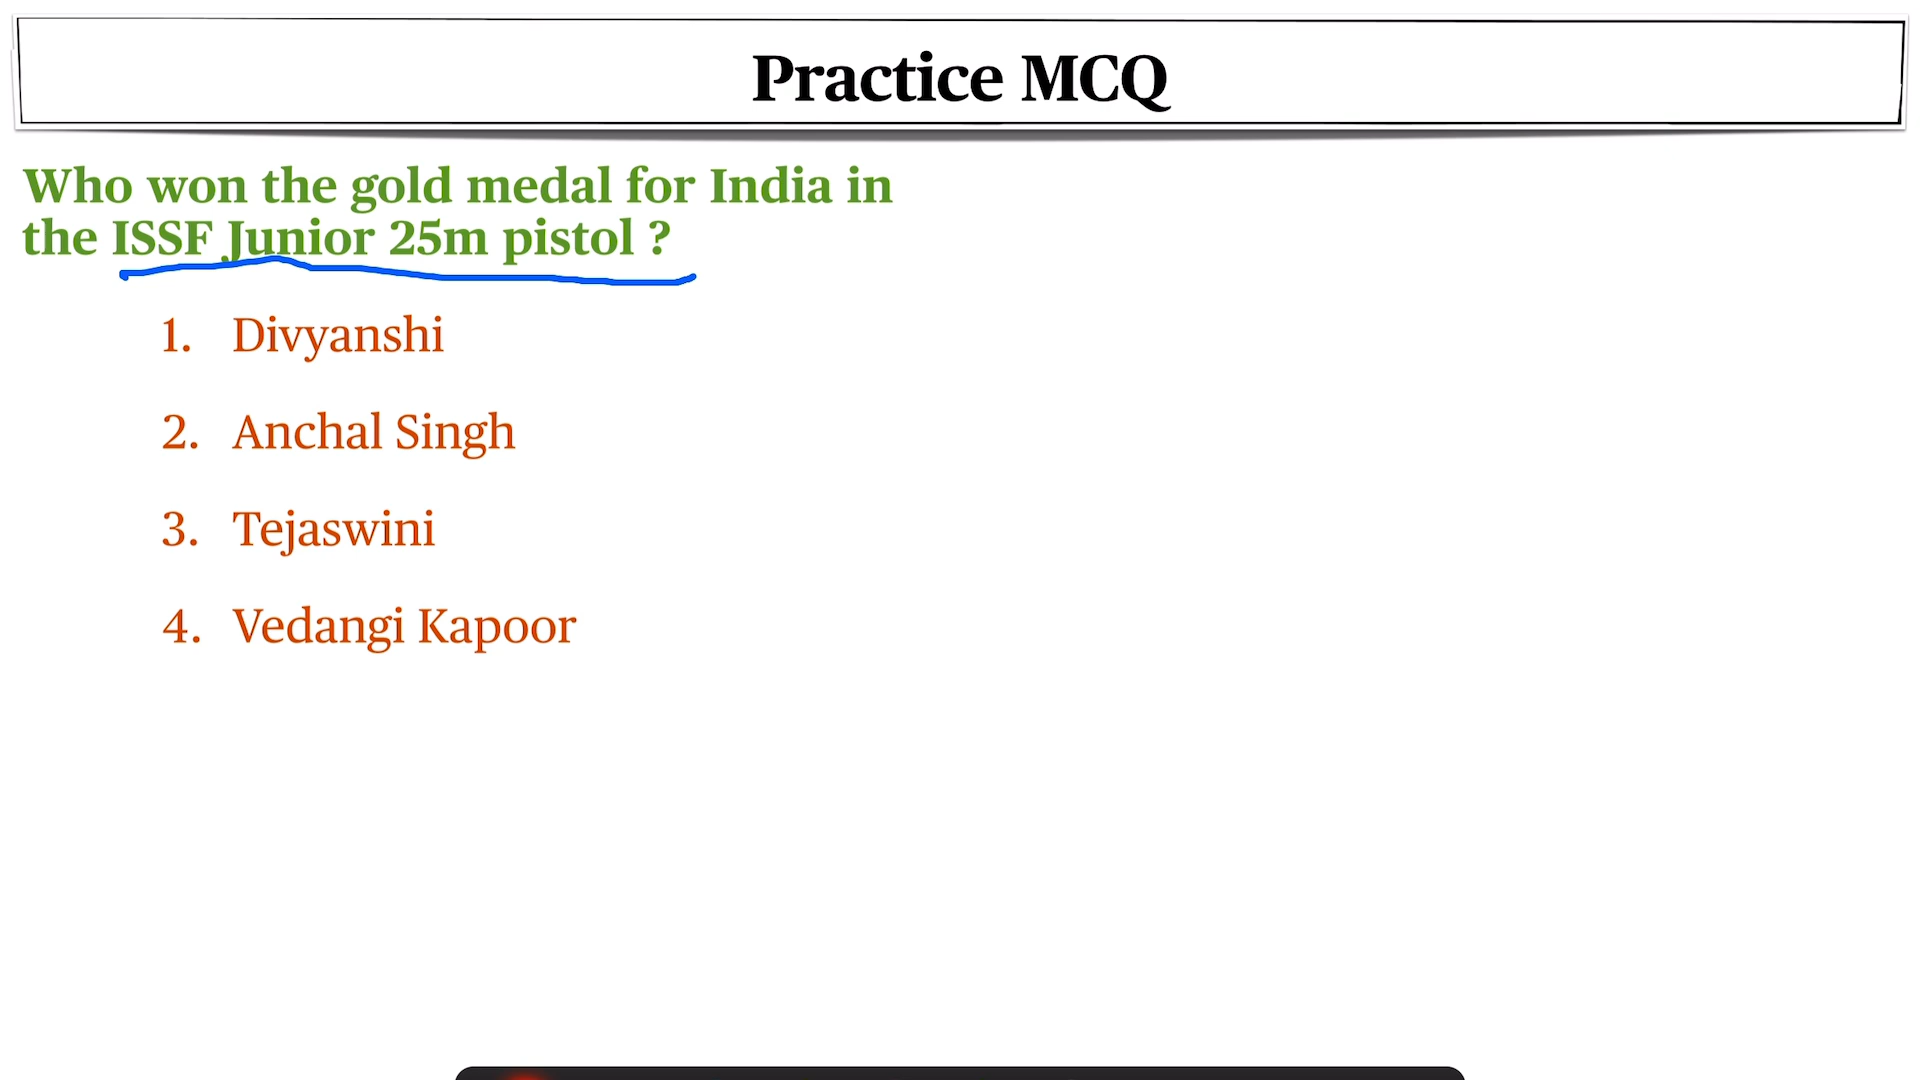 Practice MCQ
Who won the gold medal for India in
the ISSF Junior 25m pistol ?
1. Divyanshi
2. Anchal Singh
3. Tejaswini
4. Vedangi Kapoor